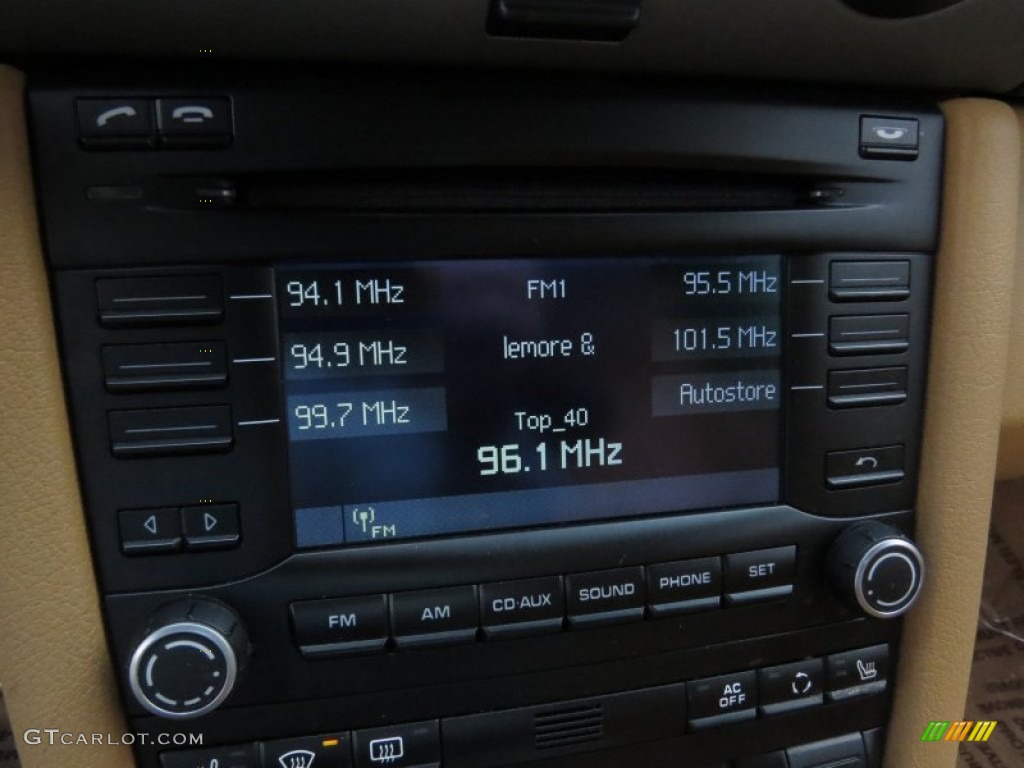 94.1 MHz FM1 95.5 MHz
94.9 MHz lemore & 101.5 MHz
99.7 MHz Top_40 Autostore
96.1 MHz
FM
FM AM CD·AUX SOUND PHONE SET
AC
OFF
GTCARLOT.COM